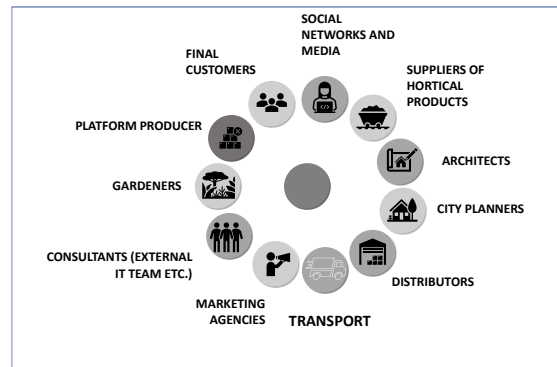 SOCIAL
NETWORKS AND
MEDIA
FINAL
CUSTOMERS
SUPPLIERS OF
HORTICAL
PRODUCTS
PLATFORM PRODUCER
ARCHITECTS
GARDENERS
CITY PLANNERS
CONSULTANTS (EXTERNAL
IT TEAM ETC.)
DISTRIBUTORS
MARKETING
AGENCIES
TRANSPORT